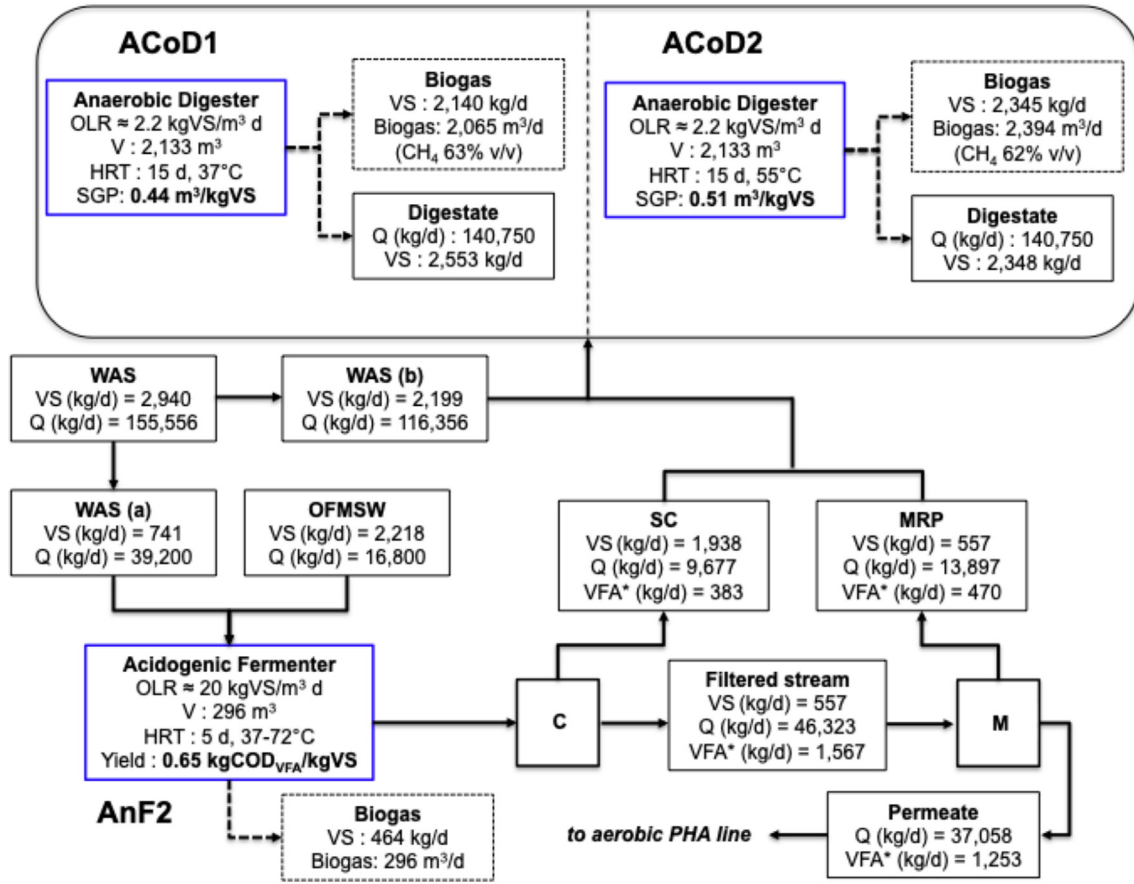 ACoD1
Anaerobic Digester
OLR ≈ 2.2 kgVS/m³ d
V : 2,133 m³
HRT : 15 d, 37°C
SGP: 0.44 m³/kgVS
Biogas
VS : 2,140 kg/d
Biogas: 2,065 m³/d
(CH₄ 63% v/v)
Digestate
Q (kg/d) : 140,750
VS : 2,553 kg/d
ACoD2
Anaerobic Digester
OLR ≈ 2.2 kgVS/m³ d
V : 2,133 m³
HRT : 15 d, 55°C
SGP: 0.51 m³/kgVS
Biogas
VS : 2,345 kg/d
Biogas: 2,394 m³/d
(CH₄ 62% v/v)
Digestate
Q (kg/d) : 140,750
VS : 2,348 kg/d
WAS
VS (kg/d) = 2,940
Q (kg/d) = 155,556
WAS (b)
VS (kg/d) = 2,199
Q (kg/d) = 116,356
WAS (a)
VS (kg/d) = 741
Q (kg/d) = 39,200
OFMSW
VS (kg/d) = 2,218
Q (kg/d) = 16,800
SC
VS (kg/d) = 1,938
Q (kg/d) = 9,677
VFA* (kg/d) = 383
MRP
VS (kg/d) = 557
Q (kg/d) = 13,897
VFA* (kg/d) = 470
Acidogenic Fermenter
OLR ≈ 20 kgVS/m³ d
V : 296 m³
HRT : 5 d, 37-72°C
Yield : 0.65 kgCOD_VFA/kgVS
AnF2
C
Filtered stream
VS (kg/d) = 557
Q (kg/d) = 46,323
VFA* (kg/d) = 1,567
M
Biogas
VS : 464 kg/d
Biogas: 296 m³/d
to aerobic PHA line
Permeate
Q (kg/d) = 37,058
VFA* (kg/d) = 1,253